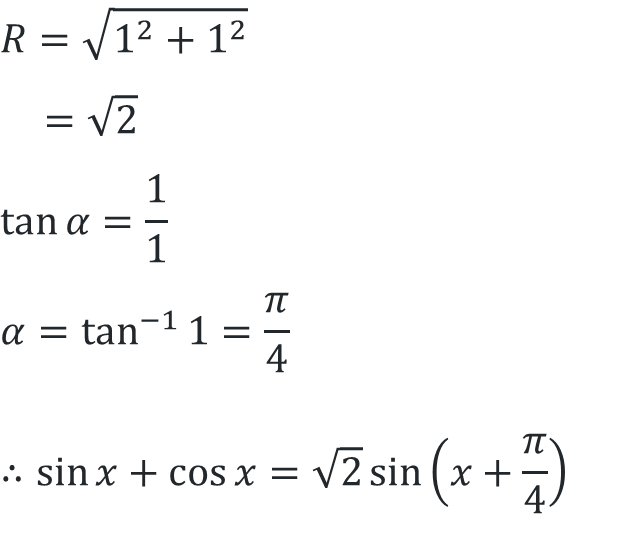 R = √(1² + 1²)
= √2
tan α = 1/1
α = tan⁻¹ 1 = π/4
∴ sin x + cos x = √2 sin (x + π/4)